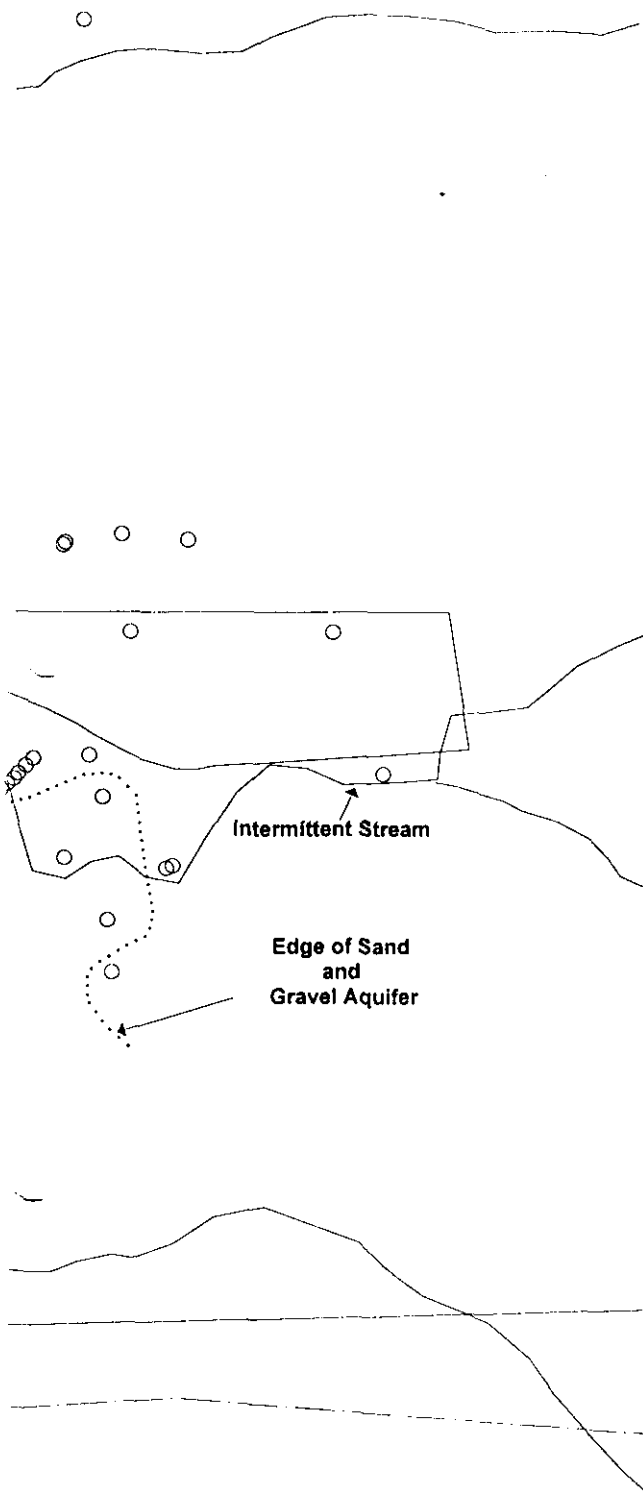 Intermittent Stream
Edge of Sand
and
Gravel Aquifer